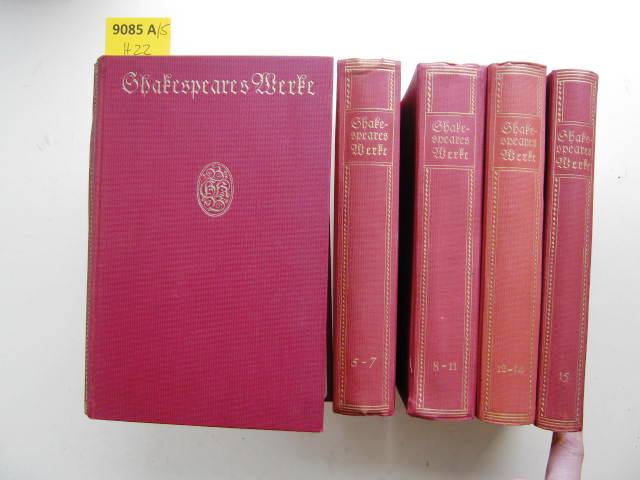 9085 A/5
H22
Shakespeares Werke
Shake-
speares
Werke
5-7
Shake-
speares
Werke
8-11
Shake-
speares
Werke
12-14
Shake-
speares
Werke
15